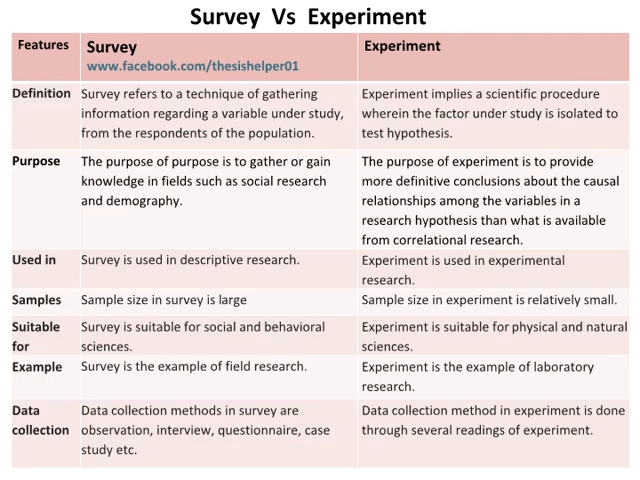 Survey Vs Experiment
Features
Survey
www.facebook.com/thesishelper01
Experiment
Definition
Survey refers to a technique of gathering
information regarding a variable under study,
from the respondents of the population.
Experiment implies a scientific procedure
wherein the factor under study is isolated to
test hypothesis.
Purpose
The purpose of purpose is to gather or gain
knowledge in fields such as social research
and demography.
The purpose of experiment is to provide
more definitive conclusions about the causal
relationships among the variables in a
research hypothesis than what is available
from correlational research.
Used in
Survey is used in descriptive research.
Experiment is used in experimental
research.
Samples
Sample size in survey is large
Sample size in experiment is relatively small.
Suitable
for
Survey is suitable for social and behavioral
sciences.
Experiment is suitable for physical and natural
sciences.
Example
Survey is the example of field research.
Experiment is the example of laboratory
research.
Data
collection
Data collection methods in survey are
observation, interview, questionnaire, case
study etc.
Data collection method in experiment is done
through several readings of experiment.